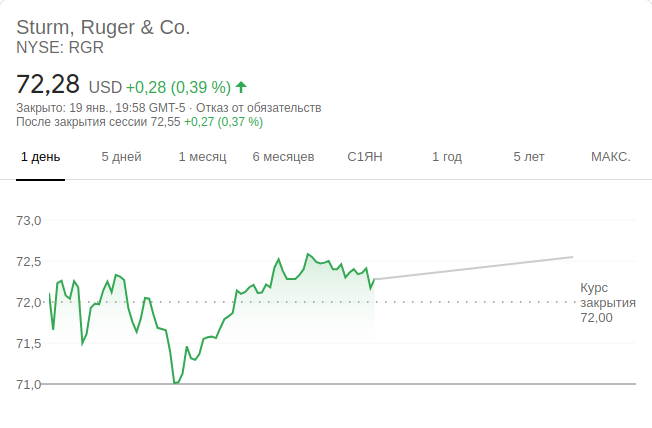 Sturm, Ruger & Co.
NYSE: RGR
72,28 USD +0,28 (0,39 %)
Закрыто: 19 янв., 19:58 GMT-5 · Отказ от обязательств
После закрытия сессии 72,55 +0,27 (0,37 %)
1 день 5 дней 1 месяц 6 месяцев С1ЯН 1 год 5 лет МАКС.
73,0
72,5
72,0
71,5
71,0
Курс
закрытия
72,00